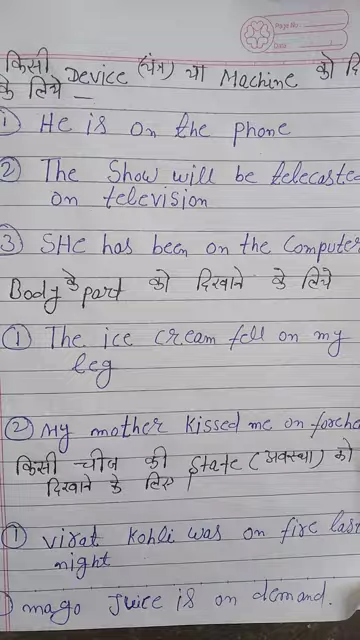 Page No.:
Date
किसी Device (यंत्र) या Machine को दि
के लिये —
① He is on the phone
② The Show will be telecaste
on television
③ SHe has been on the Computer
Body के part को दिखाने के लिये
① The ice cream fell on my
leg
② My mother kissed me on forehe
किसी चीज की state (अवस्था) को
दिखाने के लिए
① virat Kohli was on fire las
night
mago Juice is on demand.